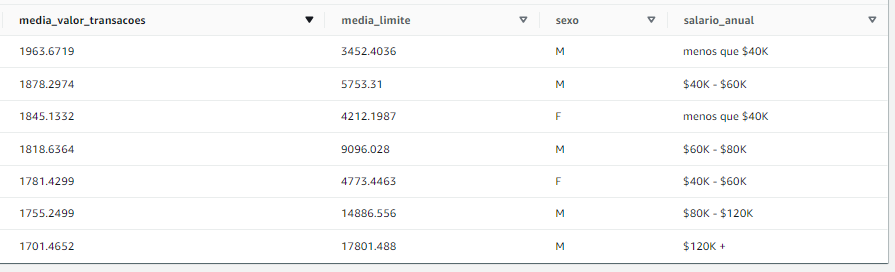 media_valor_transacoes media_limite sexo salario_anual
1963.6719 3452.4036 M menos que $40K
1878.2974 5753.31 M $40K - $60K
1845.1332 4212.1987 F menos que $40K
1818.6364 9096.028 M $60K - $80K
1781.4299 4773.4463 F $40K - $60K
1755.2499 14886.556 M $80K - $120K
1701.4652 17801.488 M $120K +